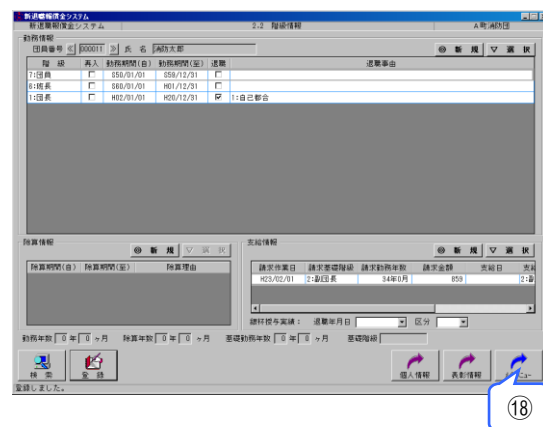 新退職報償金システム
新退職報償金システム 2.2 階級情報 A町消防団
勤務情報
団員番号 ≪ 000011 ≫ 氏 名 消防太郎 ◎ 新 規 ▽ 選 択
階 級 再入 勤務期間(自) 勤務期間(至) 退職 退職事由
7:団員 S50/01/01 S59/12/31
6:班長 S60/01/01 H01/12/31
1:団長 H02/01/01 H20/12/31 1:自己都合
除算情報 ◎ 新 規 ▽ 選 択
除算期間(自) 除算期間(至) 除算理由
支給情報 ◎ 新 規 ▽ 選 択
請求作業日 請求基礎階級 請求勤務年数 請求金額 支給日 支給
H23/02/01 2:副団長 34年0月 859 2:副
退職年月日 区分
勤務年数 0 年 0 ヶ月 除算年数 0 年 0 ヶ月 基礎勤務年数 0 年 0 ヶ月 基礎階級
検 索 登 録 個人情報 表彰情報
登録しました。
⑱